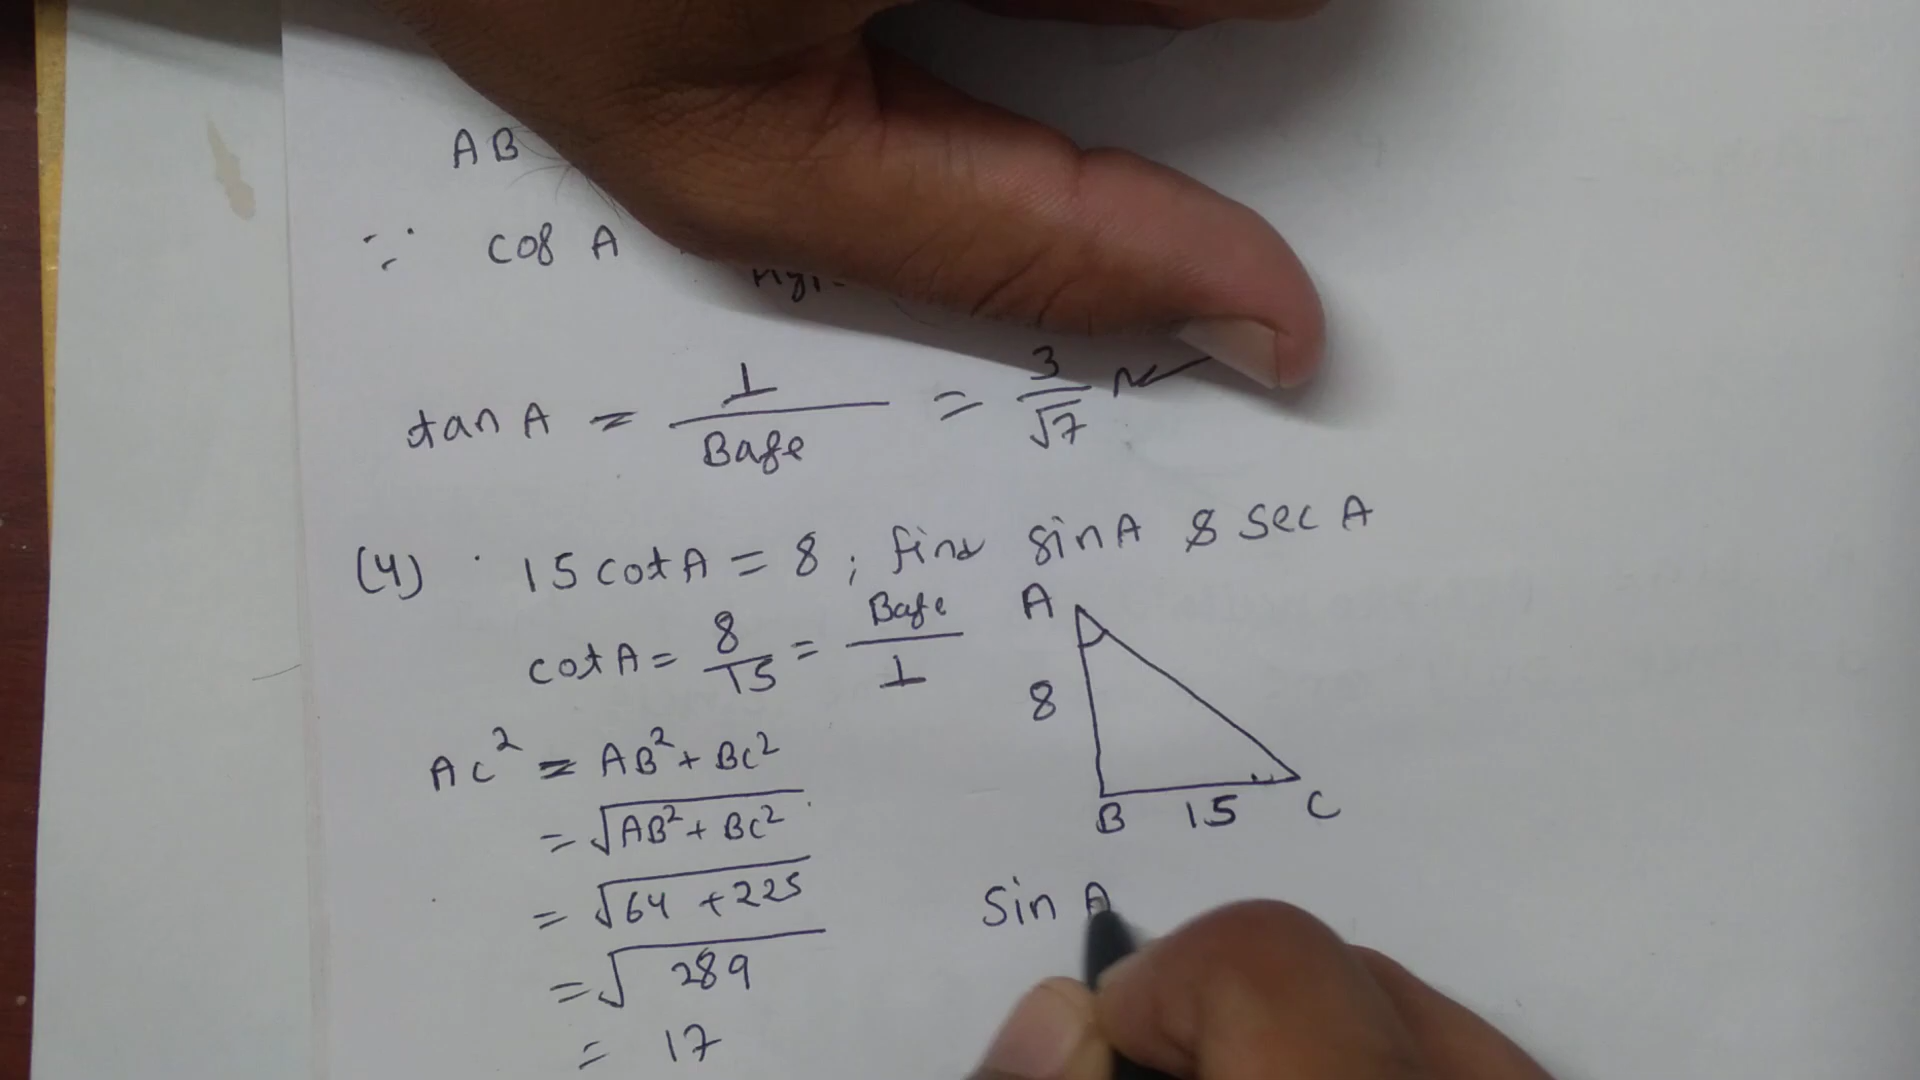 AB
∵ cos A
Hyp.
tan A = ⊥/Base = 3/√7
(4) 15 cot A = 8 ; find sin A & sec A
cot A = 8/15 = Base/⊥
A
8
B 15 C
AC² = AB² + BC²
= √AB² + BC²
= √64 + 225
= √289
= 17
Sin A